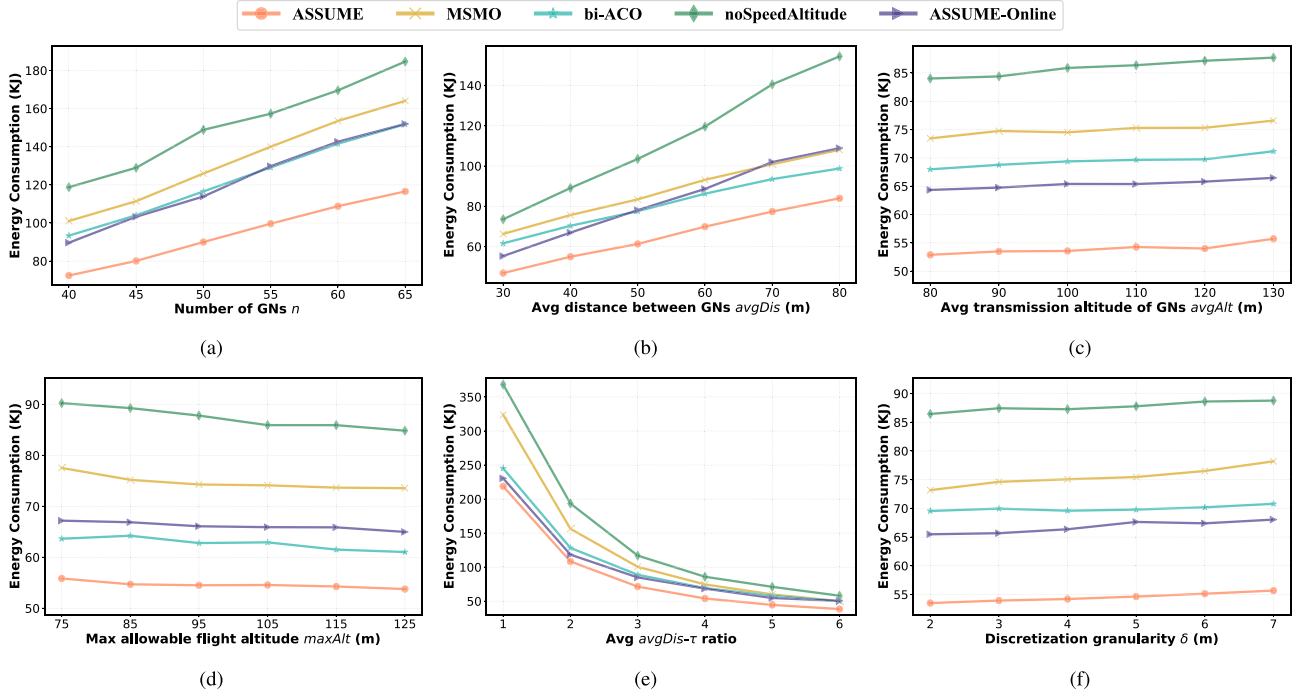 ASSUME MSMO bi-ACO noSpeedAltitude ASSUME-Online
Energy Consumption (KJ)
180
160
140
120
100
80
40 45 50 55 60 65
Number of GNs n
(a)
Energy Consumption (KJ)
140
120
100
80
60
30 40 50 60 70 80
Avg distance between GNs avgDis (m)
(b)
Energy Consumption (KJ)
85
80
75
70
65
60
55
50
80 90 100 110 120 130
Avg transmission altitude of GNs avgAlt (m)
(c)
Energy Consumption (KJ)
90
80
70
60
50
75 85 95 105 115 125
Max allowable flight altitude maxAlt (m)
(d)
Energy Consumption (KJ)
350
300
250
200
150
100
50
1 2 3 4 5 6
Avg avgDis-τ ratio
(e)
Energy Consumption (KJ)
90
85
80
75
70
65
60
55
2 3 4 5 6 7
Discretization granularity δ (m)
(f)